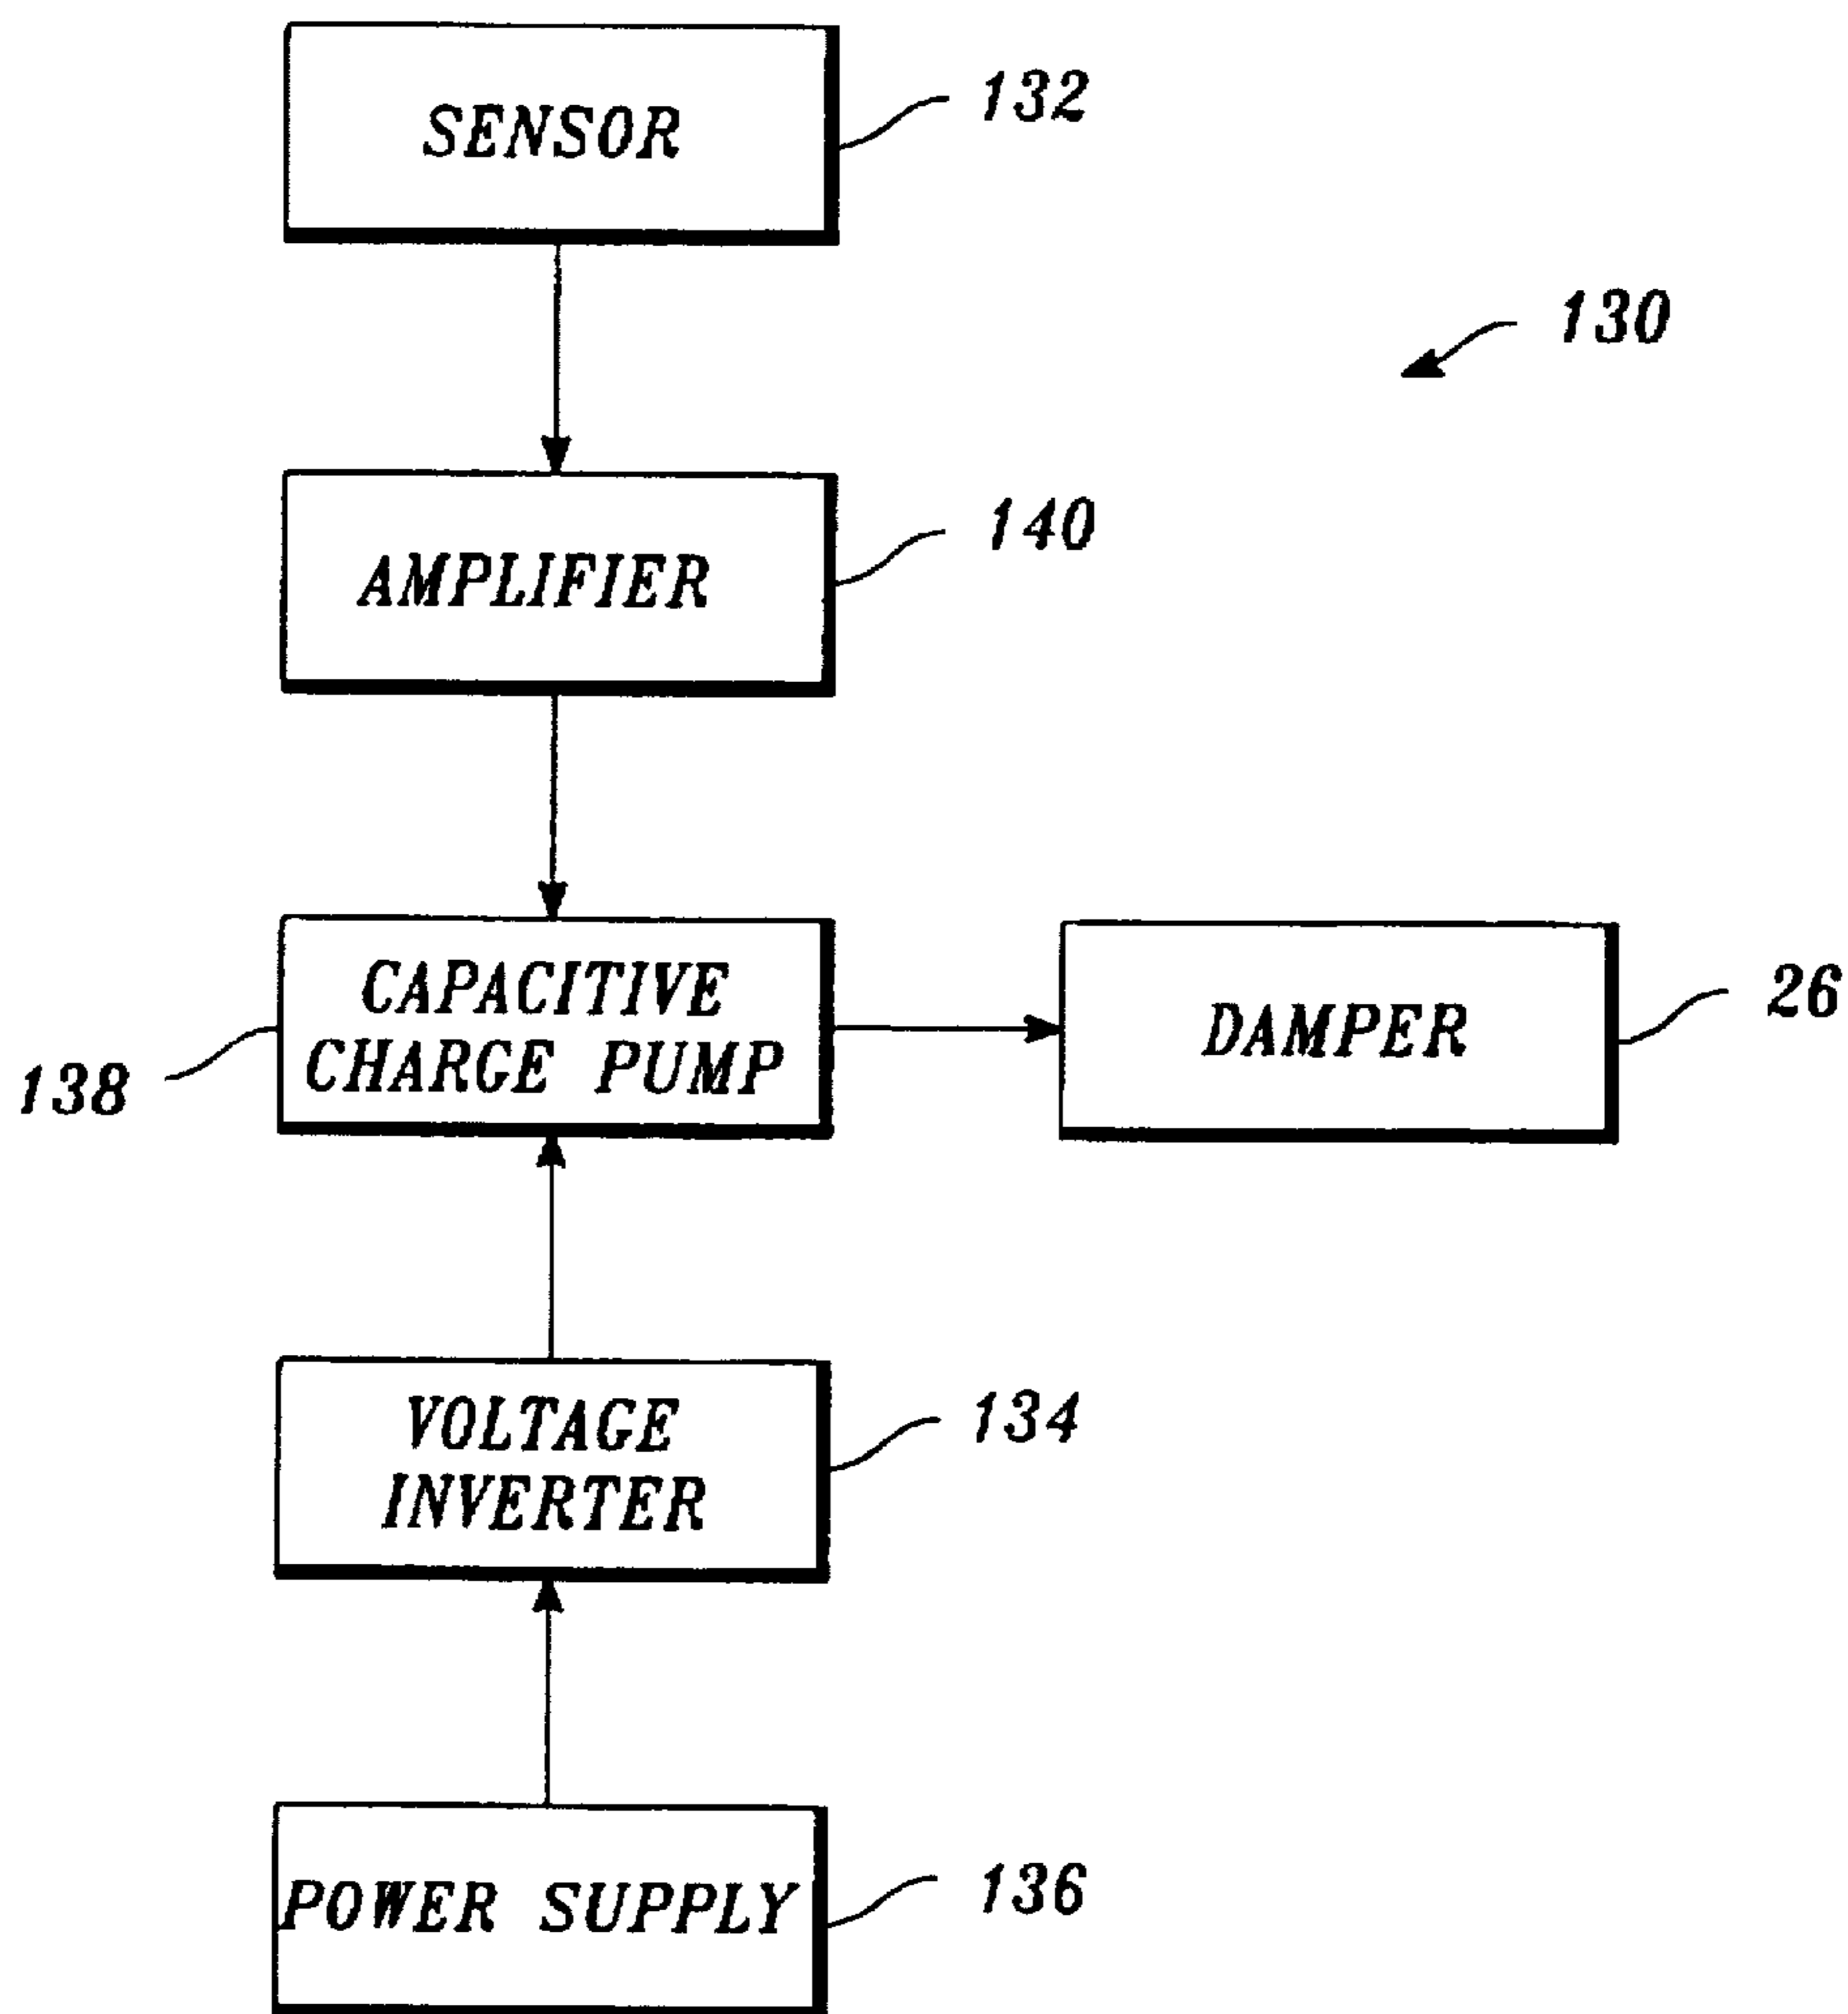 SENSOR
132
130
AMPLIFIER
140
CAPACITIVE
CHARGE PUMP
138
DAMPER
26
VOLTAGE
INVERTER
134
POWER SUPPLY
136